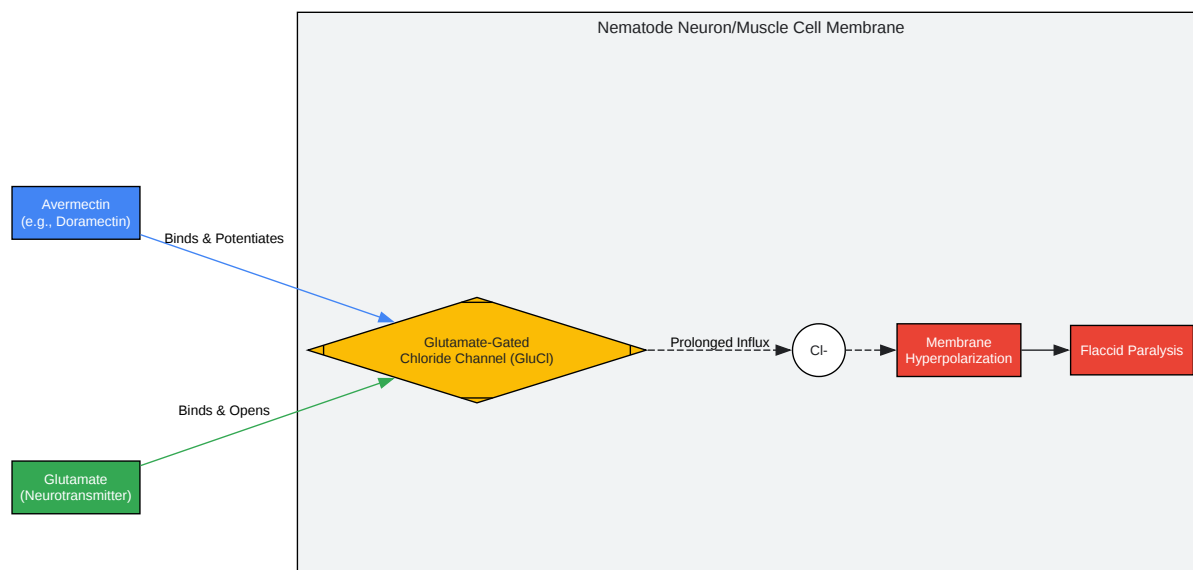 Nematode Neuron/Muscle Cell Membrane
Avermectin
(e.g., Doramectin)
Binds & Potentiates
Glutamate-Gated
Chloride Channel (GluCl)
Prolonged Influx
Cl-
Membrane
Hyperpolarization
Flaccid Paralysis
Binds & Opens
Glutamate
(Neurotransmitter)